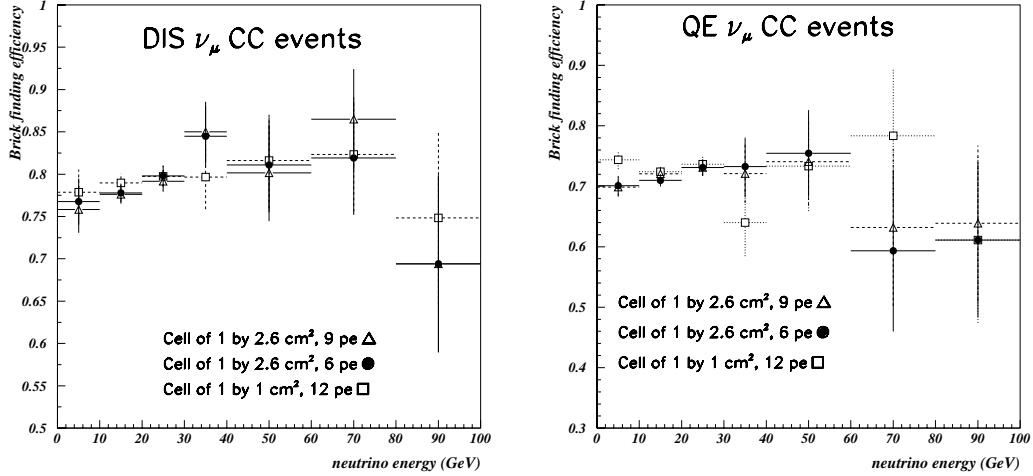 DIS νμ CC events
Brick finding efficiency
1
0.95
0.9
0.85
0.8
0.75
0.7
0.65
0.6
0.55
0.5
Cell of 1 by 2.6 cm², 9 pe
Cell of 1 by 2.6 cm², 6 pe
Cell of 1 by 1 cm², 12 pe
0 10 20 30 40 50 60 70 80 90 100
neutrino energy (GeV)
QE νμ CC events
Brick finding efficiency
1
0.9
0.8
0.7
0.6
0.5
0.4
0.3
Cell of 1 by 2.6 cm², 9 pe
Cell of 1 by 2.6 cm², 6 pe
Cell of 1 by 1 cm², 12 pe
0 10 20 30 40 50 60 70 80 90 100
neutrino energy (GeV)